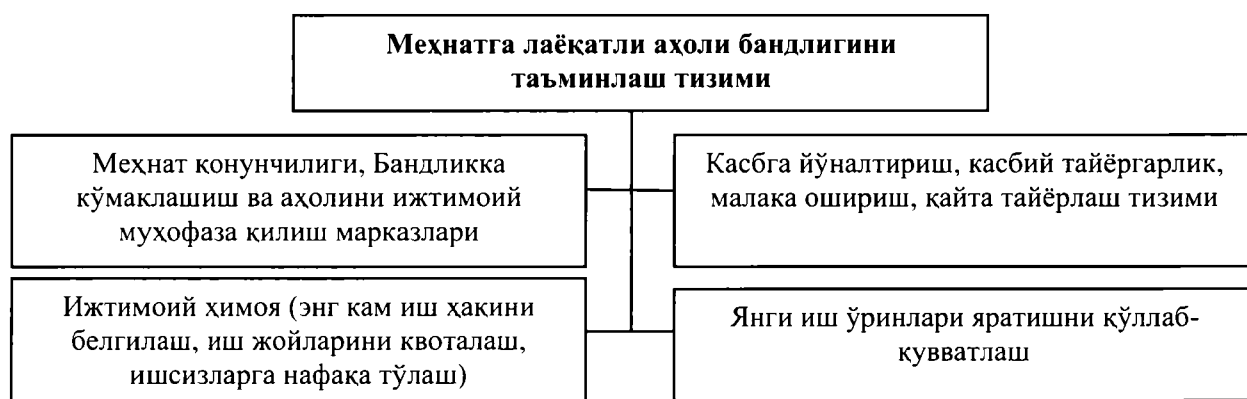 Меҳнатга лаёқатли аҳоли бандлигини
таъминлаш тизими
Меҳнат қонунчилиги, Бандликка
кўмаклашиш ва аҳолини ижтимоий
муҳофаза қилиш марказлари
Касбга йўналтириш, касбий тайёргарлик,
малака ошириш, қайта тайёрлаш тизими
Ижтимоий ҳимоя (энг кам иш ҳақини
белгилаш, иш жойларини квоталаш,
ишсизларга нафақа тўлаш)
Янги иш ўринлари яратишни қўллаб-
қувватлаш